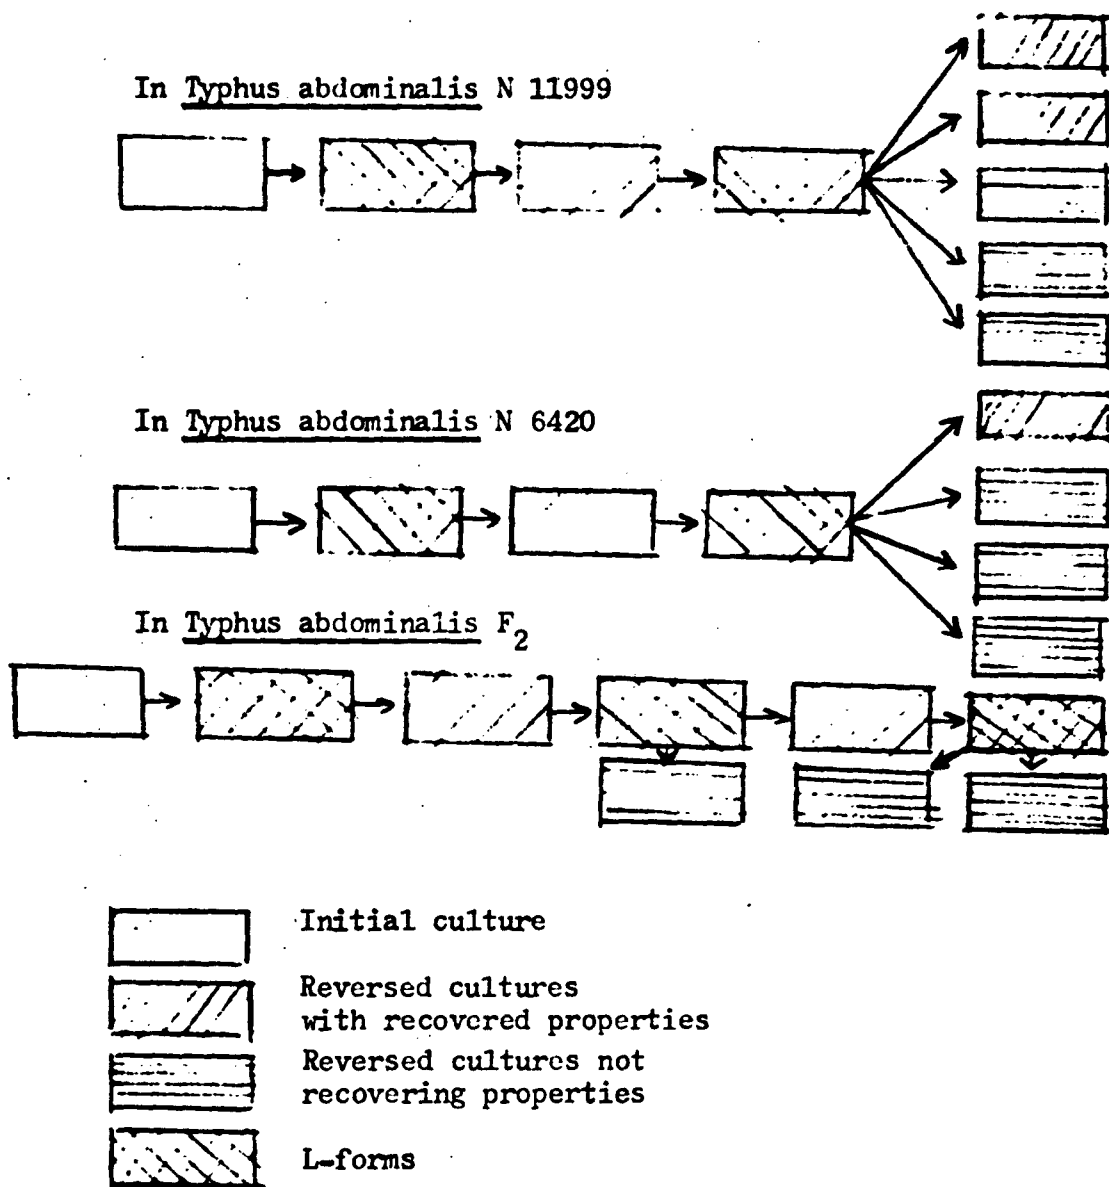 In Typhus abdominalis N 11999
In Typhus abdominalis N 6420
In Typhus abdominalis F2
Initial culture
Reversed cultures
with recovered properties
Reversed cultures not
recovering properties
L-forms